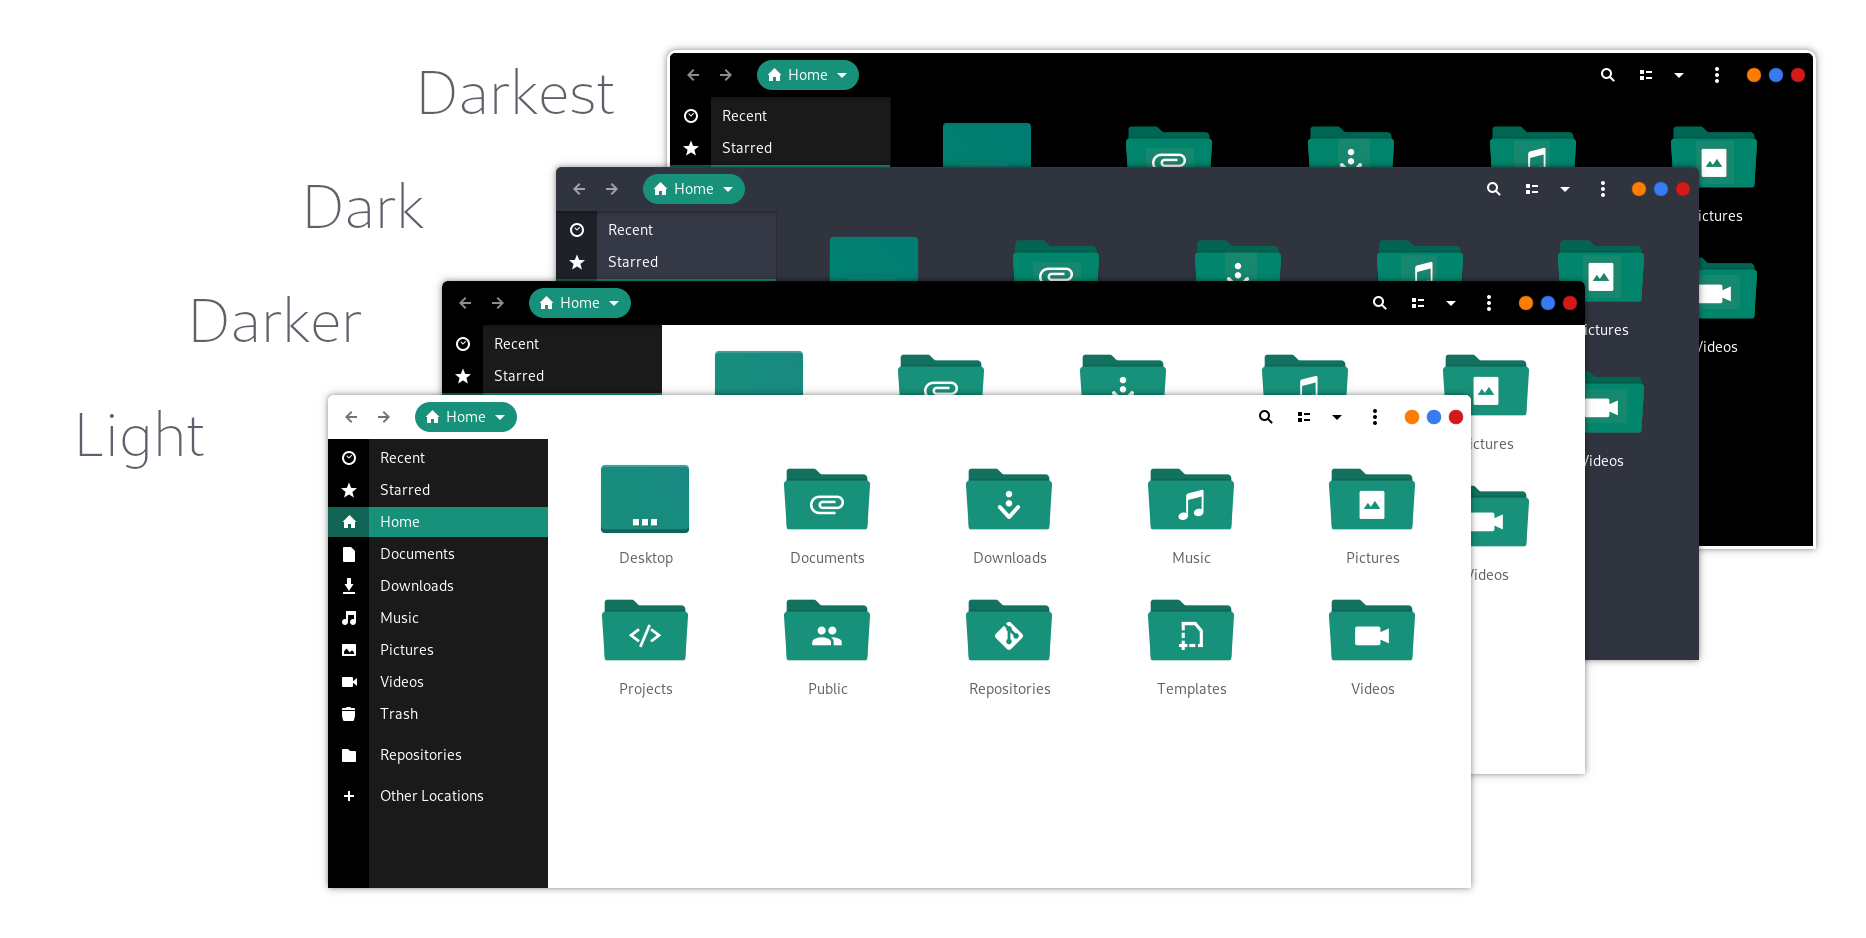 Darkest
Home
Recent
Starred
ictures
Videos
Dark
Home
Recent
Starred
ictures
Videos
Darker
Home
Recent
Starred
ictures
Videos
Light
Home
Recent
Starred
Home
Documents
Downloads
Music
Pictures
Videos
Trash
Repositories
Other Locations
Desktop Documents Downloads Music Pictures
Projects Public Repositories Templates Videos